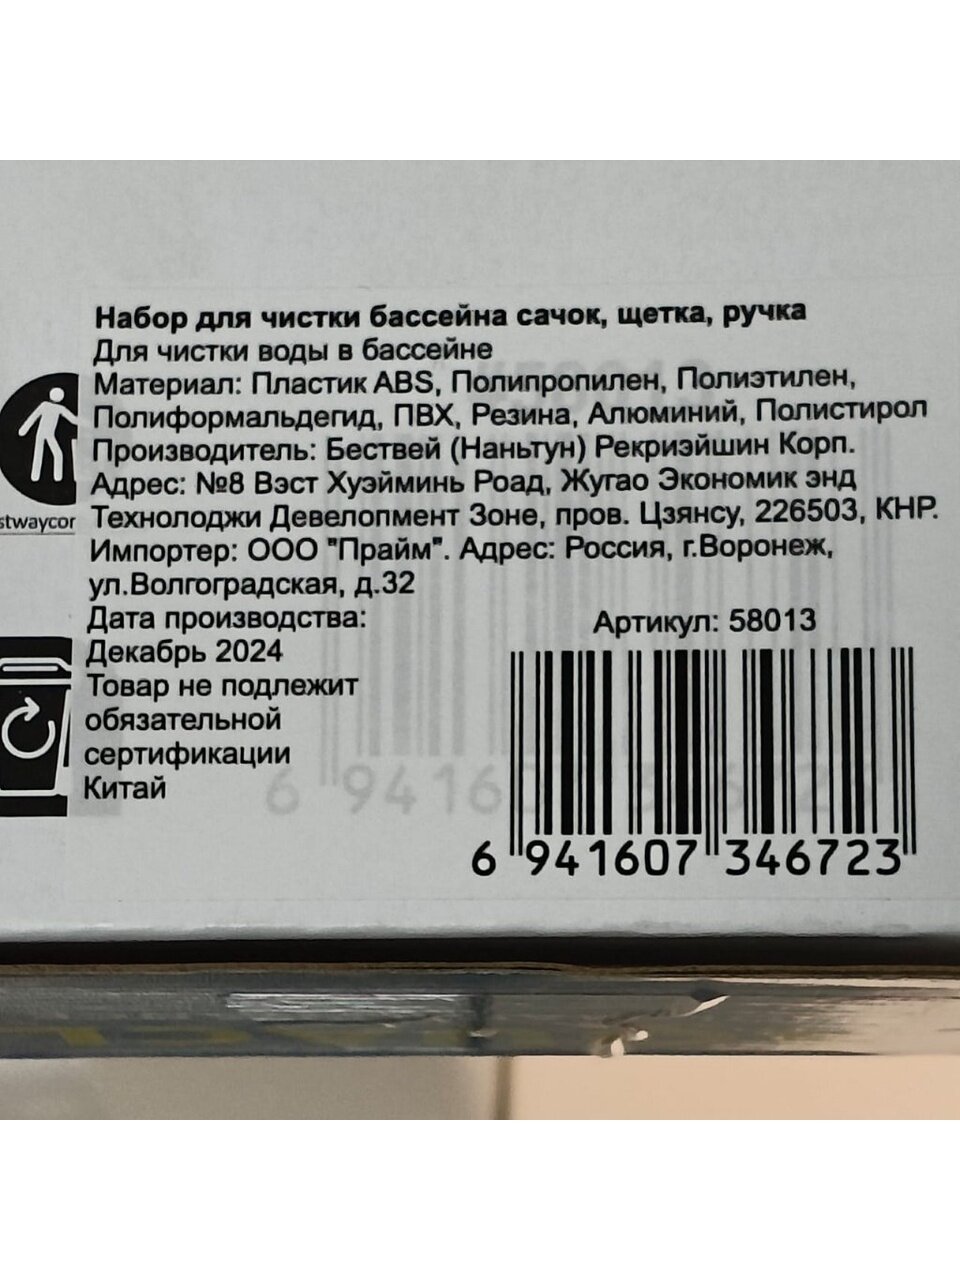 Набор для чистки бассейна сачок, щетка, ручка
Для чистки воды в бассейне
Материал: Пластик ABS, Полипропилен, Полиэтилен,
Полиформальдегид, ПВХ, Резина, Алюминий, Полистирол
Производитель: Бествей (Наньтун) Рекриэйшин Корп.
Адрес: №8 Вэст Хуэйминь Роад, Жугао Экономик энд
stwaycor
Технолоджи Девелопмент Зоне, пров. Цзянсу, 226503, КНР.
Импортер: ООО "Прайм". Адрес: Россия, г.Воронеж,
ул.Волгоградская, д.32
Дата производства:
Декабрь 2024
Товар не подлежит
обязательной
сертификации
Китай
Артикул: 58013
6 941607 346723